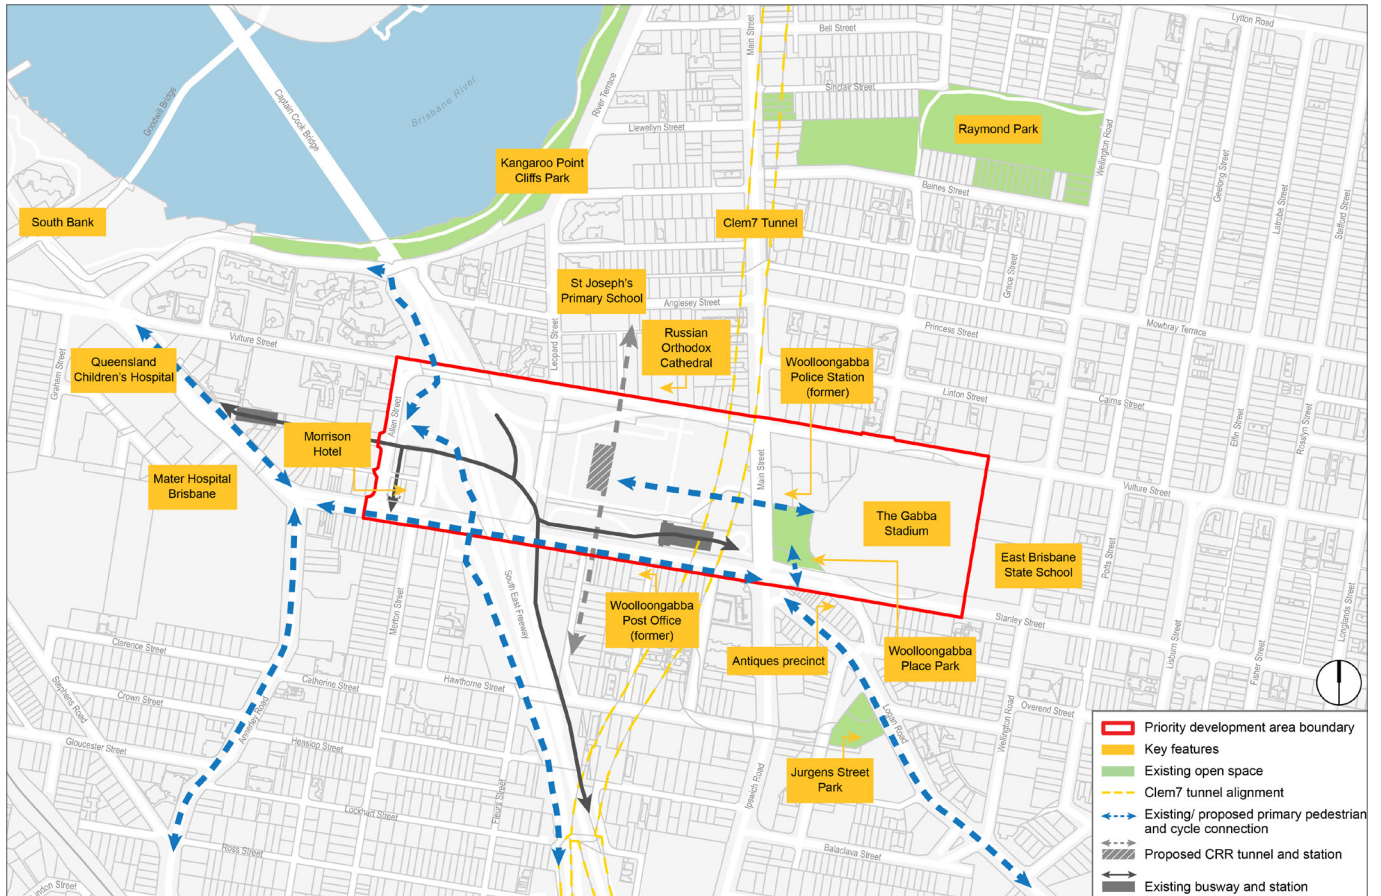 Lytton Road
Bell Street
Main Street
Goodwill Bridge
Captain Cook Bridge
Brisbane River
River Terrace
Sinclair Street
Llewellyn Street
Raymond Park
Wellington Road
Kangaroo Point
Cliffs Park
Baines Street
Geelong Street
Latrobe Street
Stafford Street
South Bank
Clem7 Tunnel
Grace Street
St Joseph's
Primary School
Anglesey Street
Princess Street
Mowbray Terrace
Vulture Street
Leopard Street
Russian
Orthodox
Cathedral
Woolloongabba
Police Station
(former)
Graham Street
Queensland
Children's Hospital
Linton Street
Cairns Street
Allen Street
Elfin Street
Rosslyn Street
Morrison
Hotel
Main Street
Mater Hospital
Brisbane
Vulture Street
The Gabba
Stadium
East Brisbane
State School
Potts Street
South East Freeway
Woolloongabba
Post Office
(former)
Morton Street
Stanley Street
Lisburn Street
Fisher Street
Longlands Street
Clarence Street
Antiques precinct
Woolloongabba
Place Park
Stephens Road
Crown Street
Catherine Street
Hawthorne Street
Annerley Road
Logan Road
Wellington Road
Overend Street
Gloucester Street
Henslop Street
Jurgens Street
Park
Ipswich Road
Lockhart Street
Fleurs Street
Ross Street
Balaclava Street
Priority development area boundary
Key features
Existing open space
Clem7 tunnel alignment
Existing/ proposed primary pedestrian
and cycle connection
Proposed CRR tunnel and station
Existing busway and station